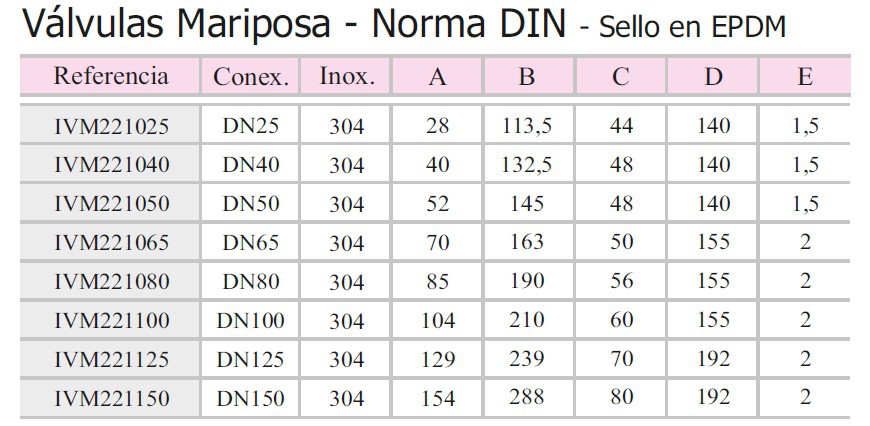 Válvulas Mariposa - Norma DIN - Sello en EPDM
Referencia Conex. Inox. A B C D E
IVM221025 DN25 304 28 113,5 44 140 1,5
IVM221040 DN40 304 40 132,5 48 140 1,5
IVM221050 DN50 304 52 145 48 140 1,5
IVM221065 DN65 304 70 163 50 155 2
IVM221080 DN80 304 85 190 56 155 2
IVM221100 DN100 304 104 210 60 155 2
IVM221125 DN125 304 129 239 70 192 2
IVM221150 DN150 304 154 288 80 192 2